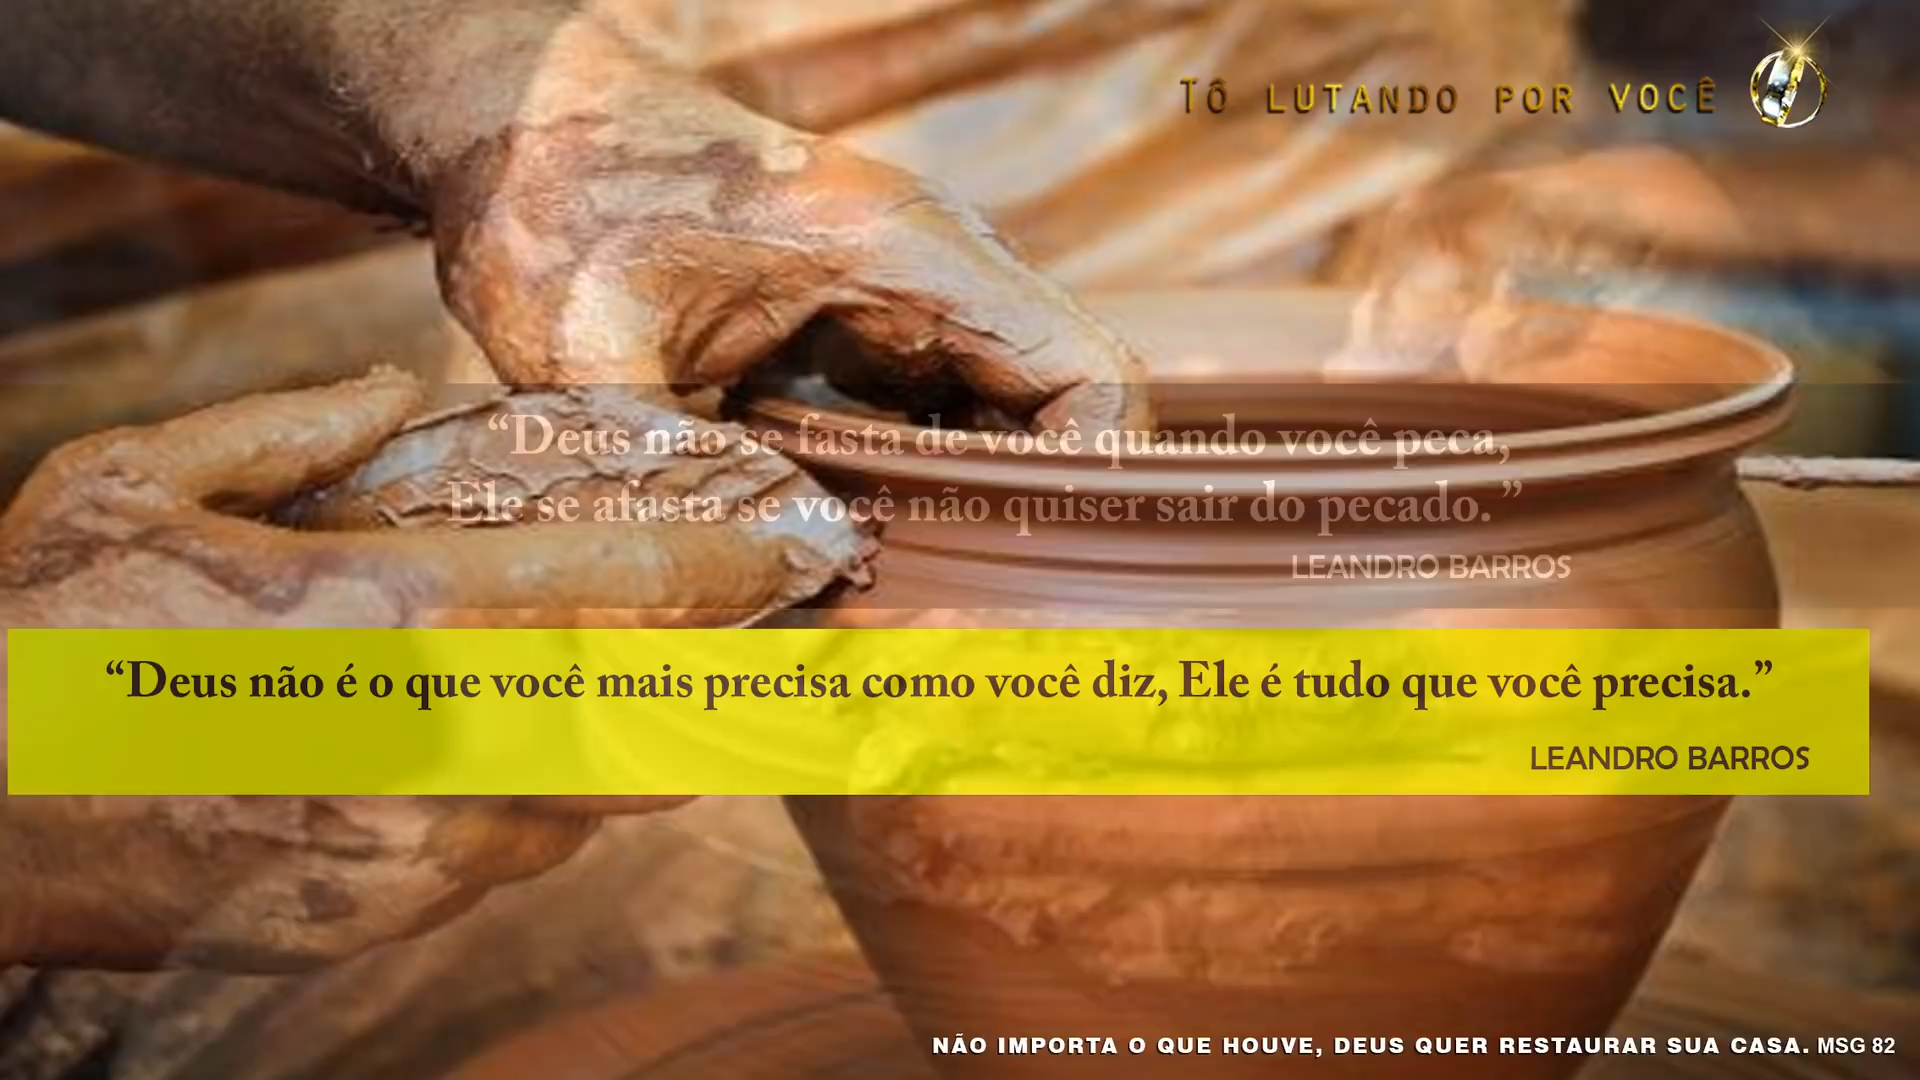 TÔ LUTANDO POR VOCÊ
“Deus não se fasta de você quando você peca,
Ele se afasta se você não quiser sair do pecado.”
LEANDRO BARROS
“Deus não é o que você mais precisa como você diz, Ele é tudo que você precisa.”
LEANDRO BARROS
NÃO IMPORTA O QUE HOUVE, DEUS QUER RESTAURAR SUA CASA. MSG 82